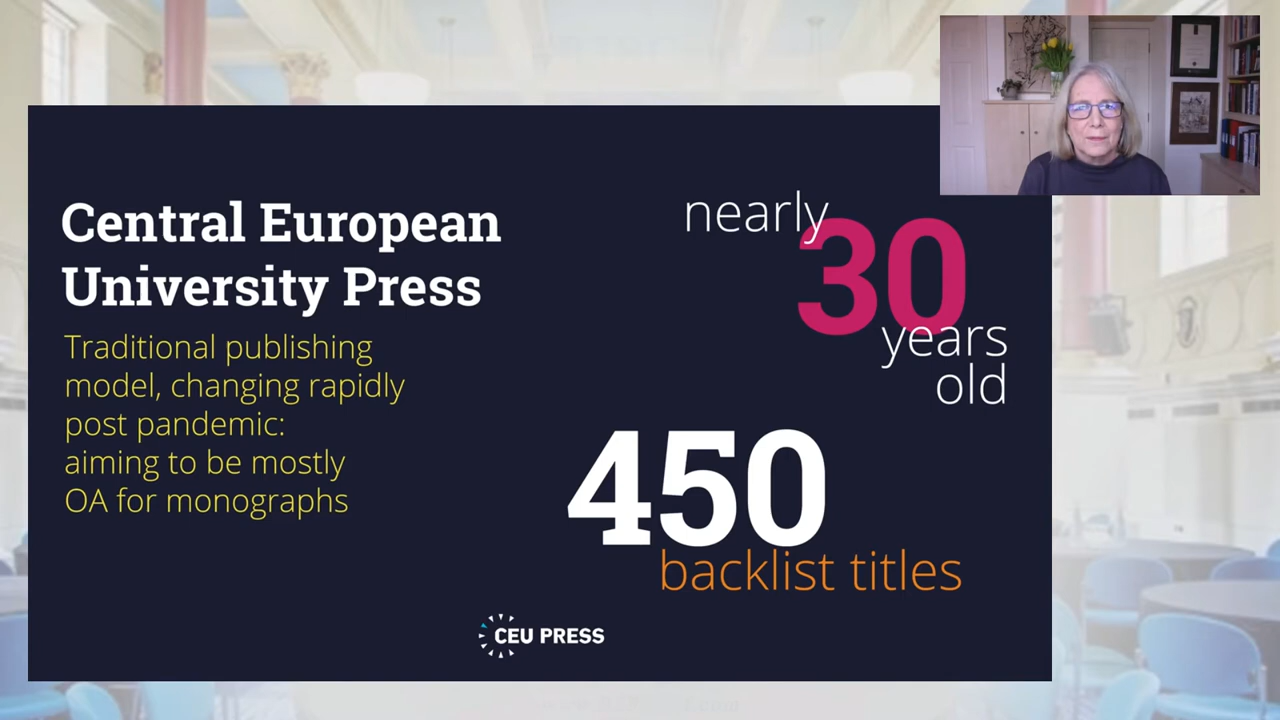 Central European
University Press
Traditional publishing
model, changing rapidly
post pandemic:
aiming to be mostly
OA for monographs
nearly
30
years
old
450
backlist titles
CEU PRESS